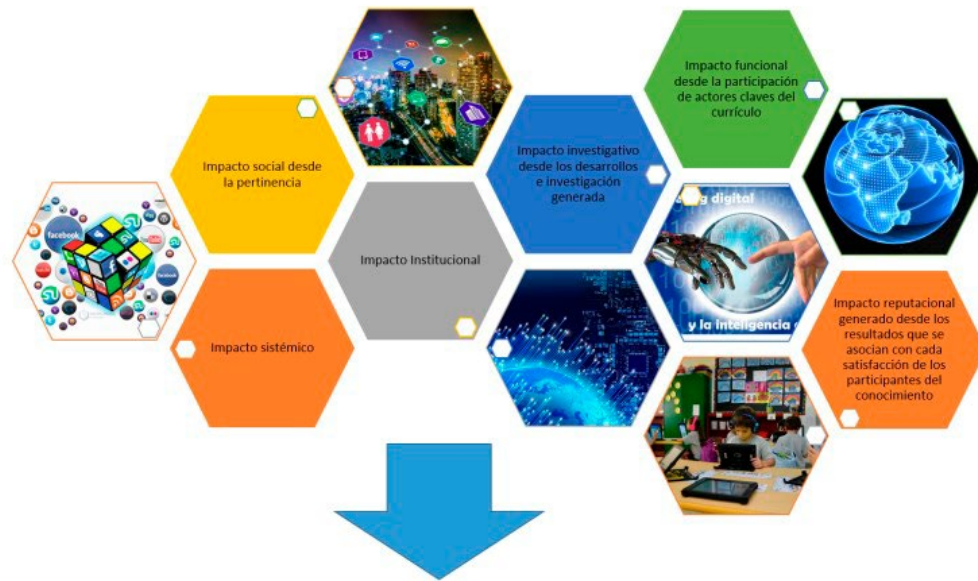 Impacto funcional
desde la participación
de actores claves del
currículo
Impacto social desde
la pertinencia
Impacto investigativo
desde los desarrollos
e investigación
generada
digital
facebook
facebook
Impacto Institucional
y la inteligencia
Impacto sistémico
Impacto reputacional
generado desde los
resultados que se
asocian con cada
satisfacción de los
participantes del
conocimiento